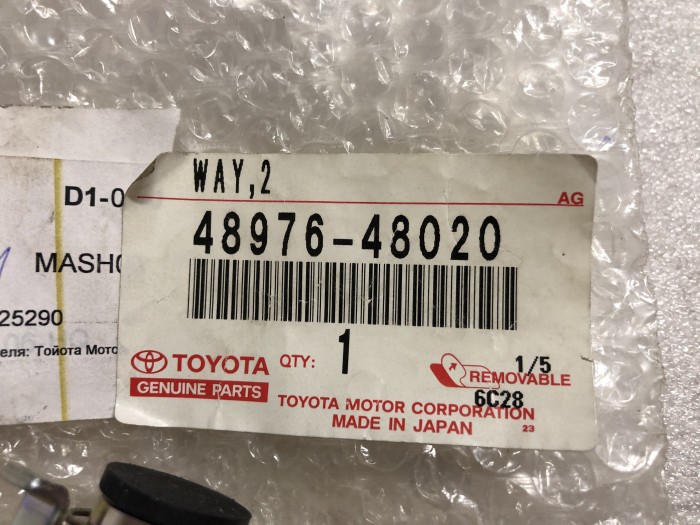 WAY,2
AG
48976-48020
QTY: 1
TOYOTA
GENUINE PARTS
1/5
REMOVABLE
6C28
TOYOTA MOTOR CORPORATION
MADE IN JAPAN 23
D1-0
MASH
25290
еля: Тойота Мото